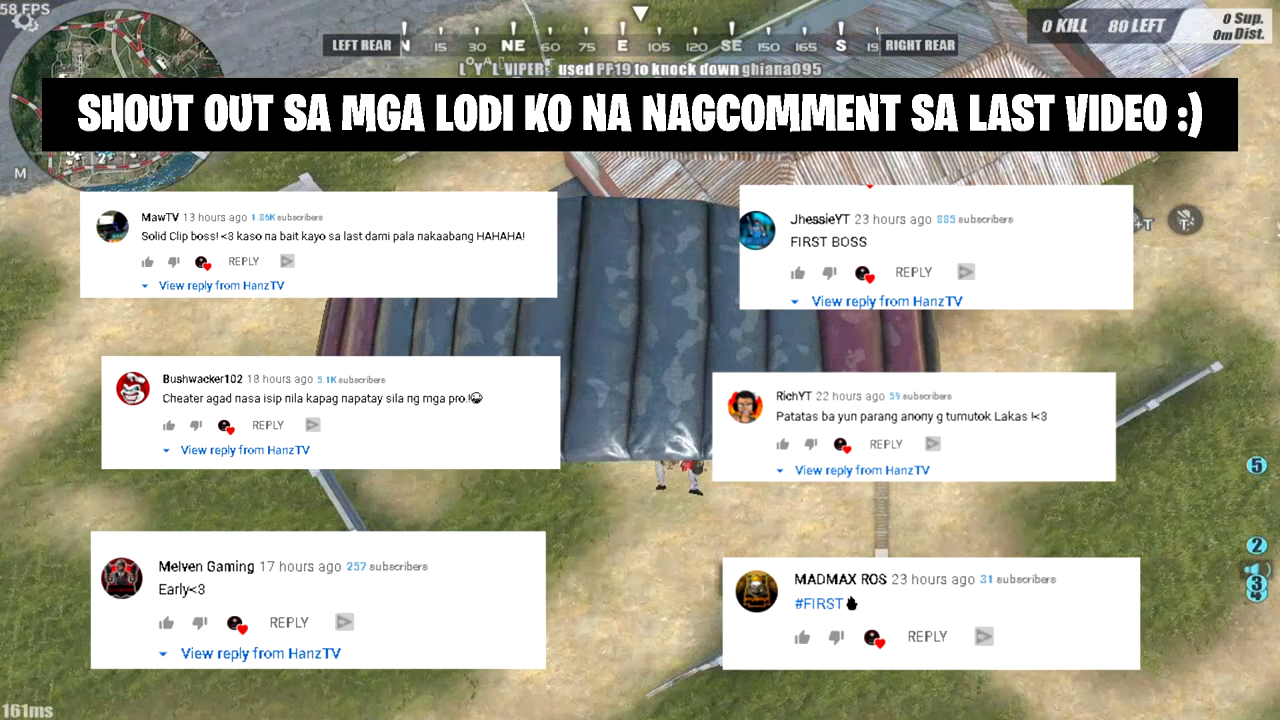 58 FPS
0 KILL 80 LEFT
0 Sup.
0m Dist.
LEFT REAR N 15 30 NE 60 75 E 105 120 SE 150 165 S 19 RIGHT REAR
used PP19 to knock down ghiana095
SHOUT OUT SA MGA LODI KO NA NAGCOMMENT SA LAST VIDEO :)
M
MawTV 13 hours ago 1.86K subscribers
Solid Clip boss! <3 kaso na bait kayo sa last dami pala nakaabang HAHAHA!
REPLY
View reply from HanzTV
JhessieYT 23 hours ago 885 subscribers
FIRST BOSS
REPLY
View reply from HanzTV
+T
Bushwacker102 18 hours ago 5.1K subscribers
Cheater agad nasa isip nila kapag napatay sila ng mga pro.!😂
REPLY
View reply from HanzTV
RichYT 22 hours ago 59 subscribers
Patatas ba yun parang anony g tumutok Lakas !<3
REPLY
View reply from HanzTV
5
2
3
Melven Gaming 17 hours ago 257 subscribers
Early<3
REPLY
View reply from HanzTV
MADMAX ROS 23 hours ago 31 subscribers
#FIRST
REPLY
161ms